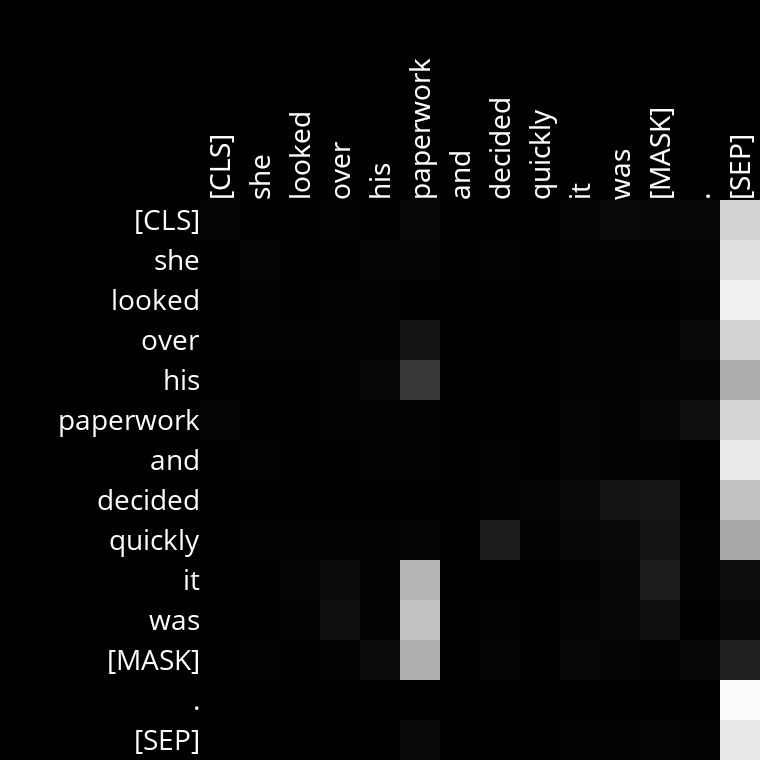 [CLS] she looked over his paperwork and decided quickly it was [MASK] . [SEP]
[CLS]
she
looked
over
his
paperwork
and
decided
quickly
it
was
[MASK]
.
[SEP]